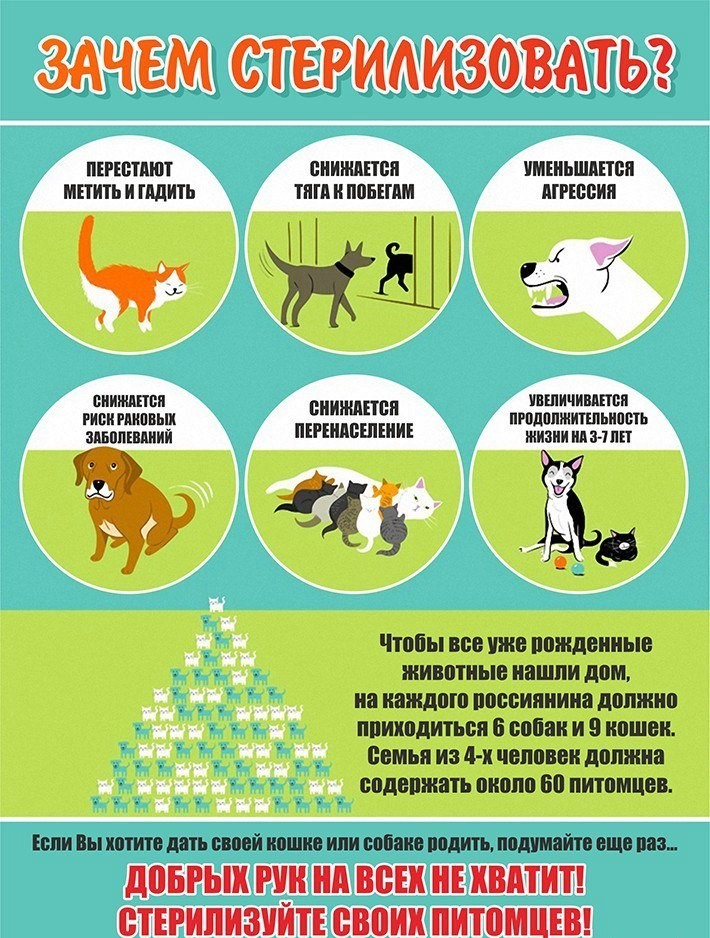 ЗАЧЕМ СТЕРИЛИЗОВАТЬ?
ПЕРЕСТАЮТ
МЕТИТЬ И ГАДИТЬ
СНИЖАЕТСЯ
ТЯГА К ПОБЕГАМ
УМЕНЬШАЕТСЯ
АГРЕССИЯ
СНИЖАЕТСЯ
РИСК РАКОВЫХ
ЗАБОЛЕВАНИЙ
СНИЖАЕТСЯ
ПЕРЕНАСЕЛЕНИЕ
УВЕЛИЧИВАЕТСЯ
ПРОДОЛЖИТЕЛЬНОСТЬ
ЖИЗНИ НА 3-7 ЛЕТ
Чтобы все уже рожденные
животные нашли дом,
на каждого россиянина должно
приходиться 6 собак и 9 кошек.
Семья из 4-х человек должна
содержать около 60 питомцев.
Если Вы хотите дать своей кошке или собаке родить, подумайте еще раз...
ДОБРЫХ РУК НА ВСЕХ НЕ ХВАТИТ!
СТЕРИЛИЗУЙТЕ СВОИХ ПИТОМЦЕВ!